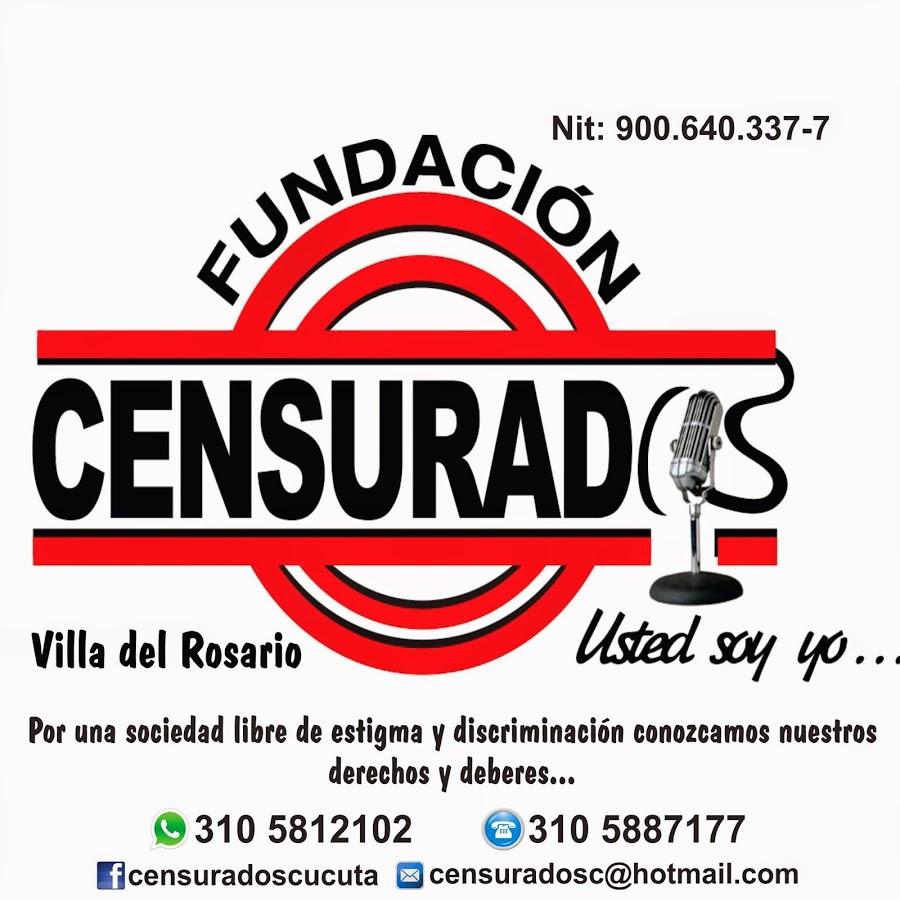 Nit: 900.640.337-7
FUNDACIÓN
CENSURADOS
Villa del Rosario
Usted soy yo...
Por una sociedad libre de estigma y discriminación conozcamos nuestros
derechos y deberes...
310 5812102
310 5887177
censuradoscucuta
censuradosc@hotmail.com